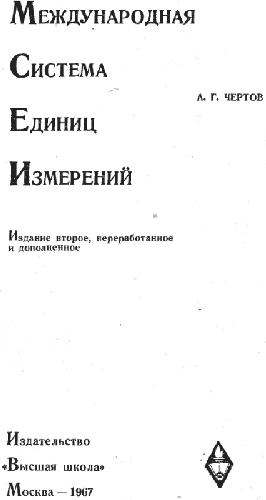 Международная
Система
А. Г. ЧЕРТОВ
Единиц
Измерений
Издание второе, переработанное
и дополненное
Издательство
«Высшая школа»
Москва — 1967